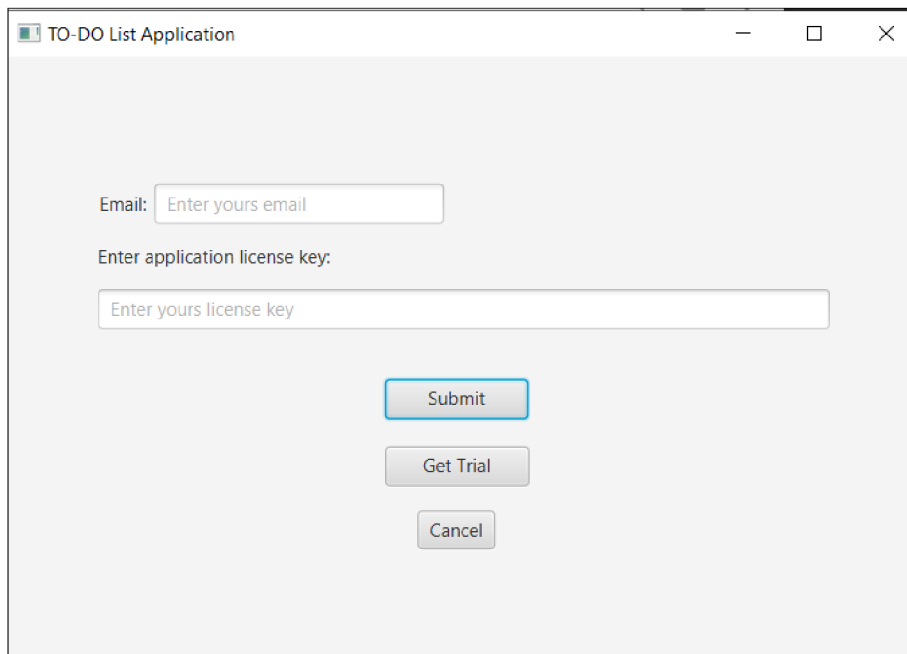 TO-DO List Application
Email: Enter yours email
Enter application license key:
Enter yours license key
Submit
Get Trial
Cancel